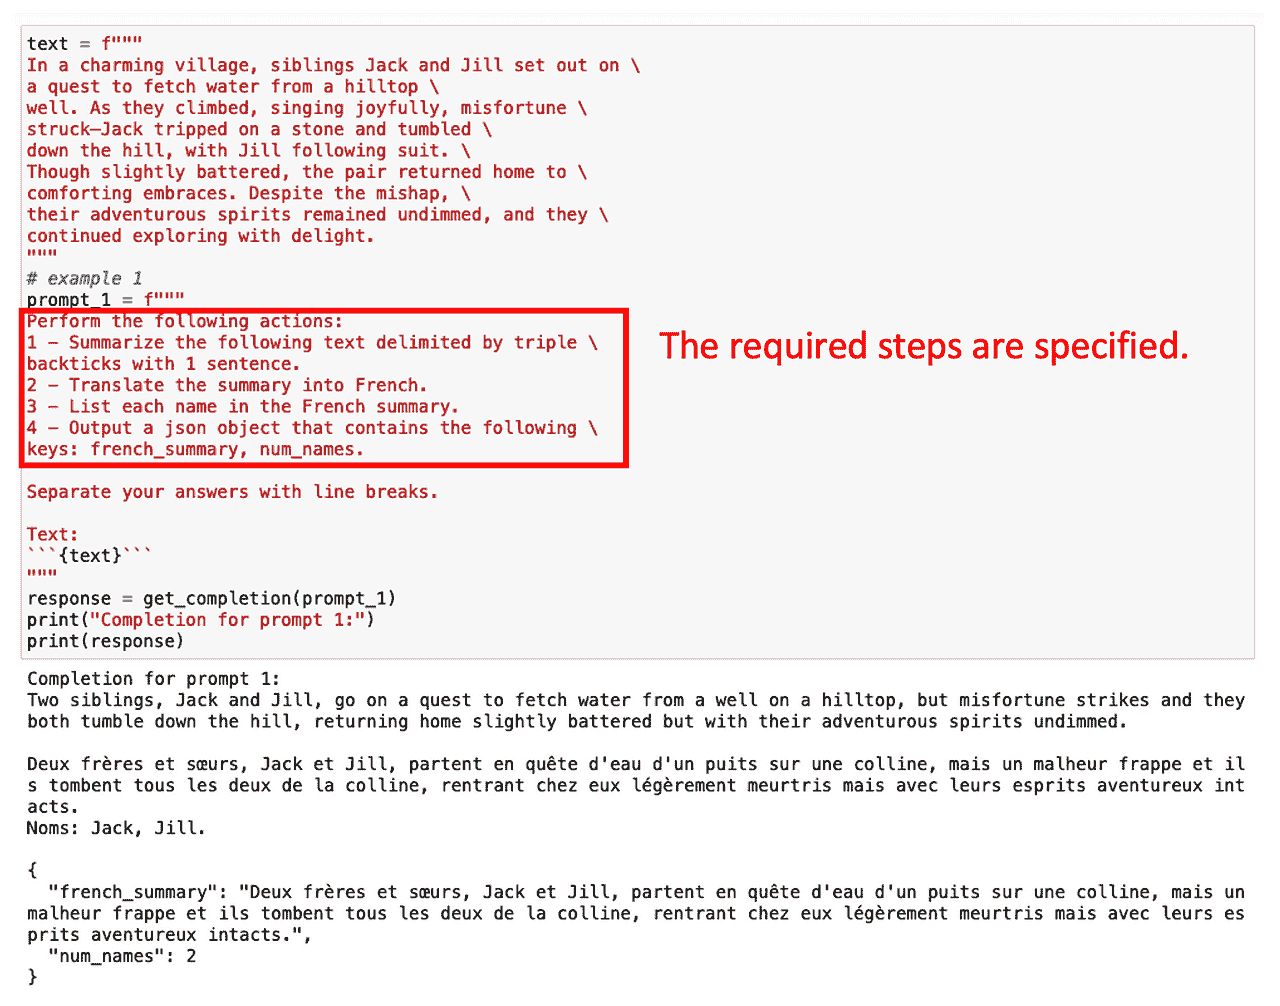 text = f"""
In a charming village, siblings Jack and Jill set out on \
a quest to fetch water from a hilltop \
well. As they climbed, singing joyfully, misfortune \
struck—Jack tripped on a stone and tumbled \
down the hill, with Jill following suit. \
Though slightly battered, the pair returned home to \
comforting embraces. Despite the mishap, \
their adventurous spirits remained undimmed, and they \
continued exploring with delight.
"""
# example 1
prompt_1 = f"""
Perform the following actions:
1 – Summarize the following text delimited by triple \
backticks with 1 sentence.
2 – Translate the summary into French.
3 – List each name in the French summary.
4 – Output a json object that contains the following \
keys: french_summary, num_names.
The required steps are specified.
Separate your answers with line breaks.
Text:
```{text}```
"""
response = get_completion(prompt_1)
print("Completion for prompt 1:")
print(response)
Completion for prompt 1:
Two siblings, Jack and Jill, go on a quest to fetch water from a well on a hilltop, but misfortune strikes and they
both tumble down the hill, returning home slightly battered but with their adventurous spirits undimmed.
Deux frères et sœurs, Jack et Jill, partent en quête d'eau d'un puits sur une colline, mais un malheur frappe et il
s tombent tous les deux de la colline, rentrant chez eux légèrement meurtris mais avec leurs esprits aventureux int
acts.
Noms: Jack, Jill.
{
"french_summary": "Deux frères et sœurs, Jack et Jill, partent en quête d'eau d'un puits sur une colline, mais un
malheur frappe et ils tombent tous les deux de la colline, rentrant chez eux légèrement meurtris mais avec leurs es
prits aventureux intacts.",
"num_names": 2
}